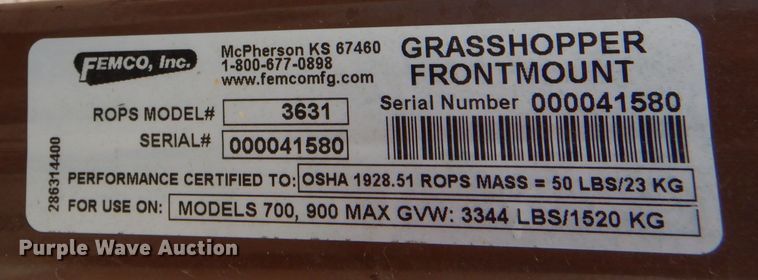 FEMCO, Inc.
McPherson KS 67460
1-800-677-0898
www.femcomfg.com
GRASSHOPPER
FRONTMOUNT
ROPS MODEL# 3631
Serial Number 000041580
SERIAL# 000041580
PERFORMANCE CERTIFIED TO: OSHA 1928.51 ROPS MASS = 50 LBS/23 KG
FOR USE ON: MODELS 700, 900 MAX GVW: 3344 LBS/1520 KG
286314400
Purple Wave Auction